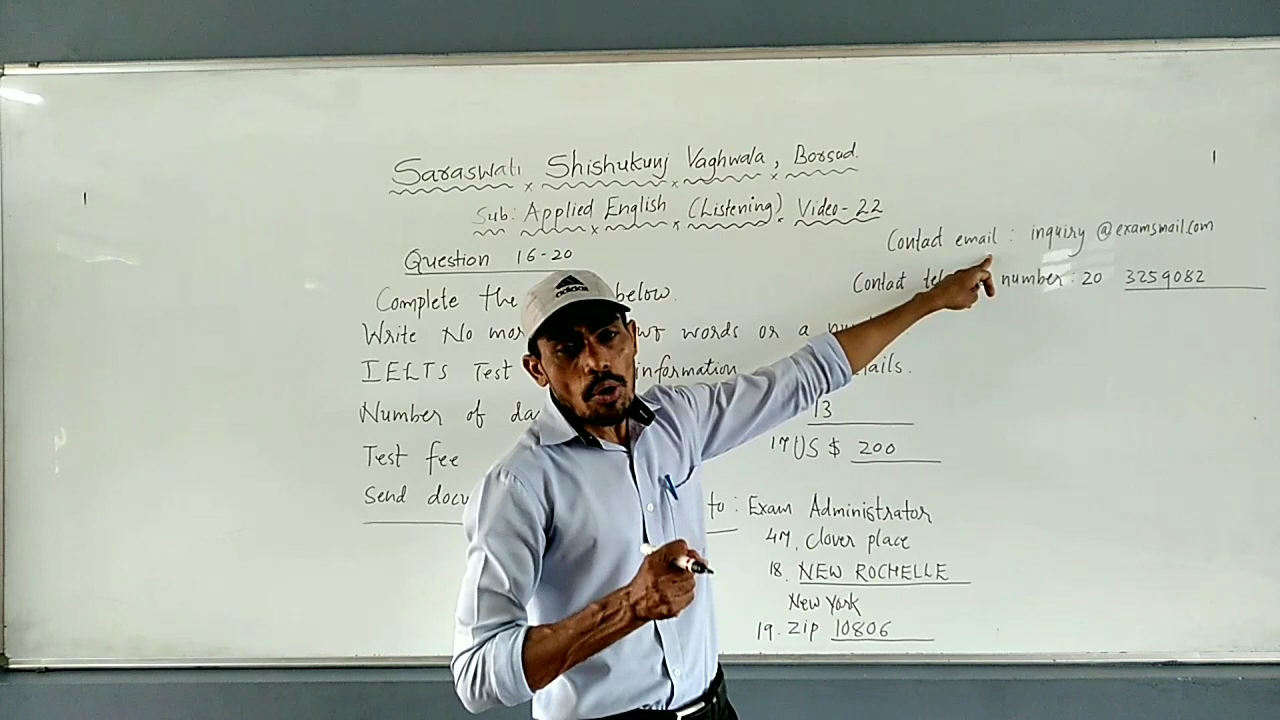 Saraswati Shishukunj Vaghwala, Borsad.
Sub: Applied English (Listening) Video-22
Contact email : inquiry @examsmail.com
Question 16-20
Contact number : 20 3259082
Complete the below.
adidas
Write No words or a
IELTS Test information
Number of 13
Test fee 17 US $ 200
Send to : Exam Administrator
47, Clover place
18. NEW ROCHELLE
New York
19. Zip 10806